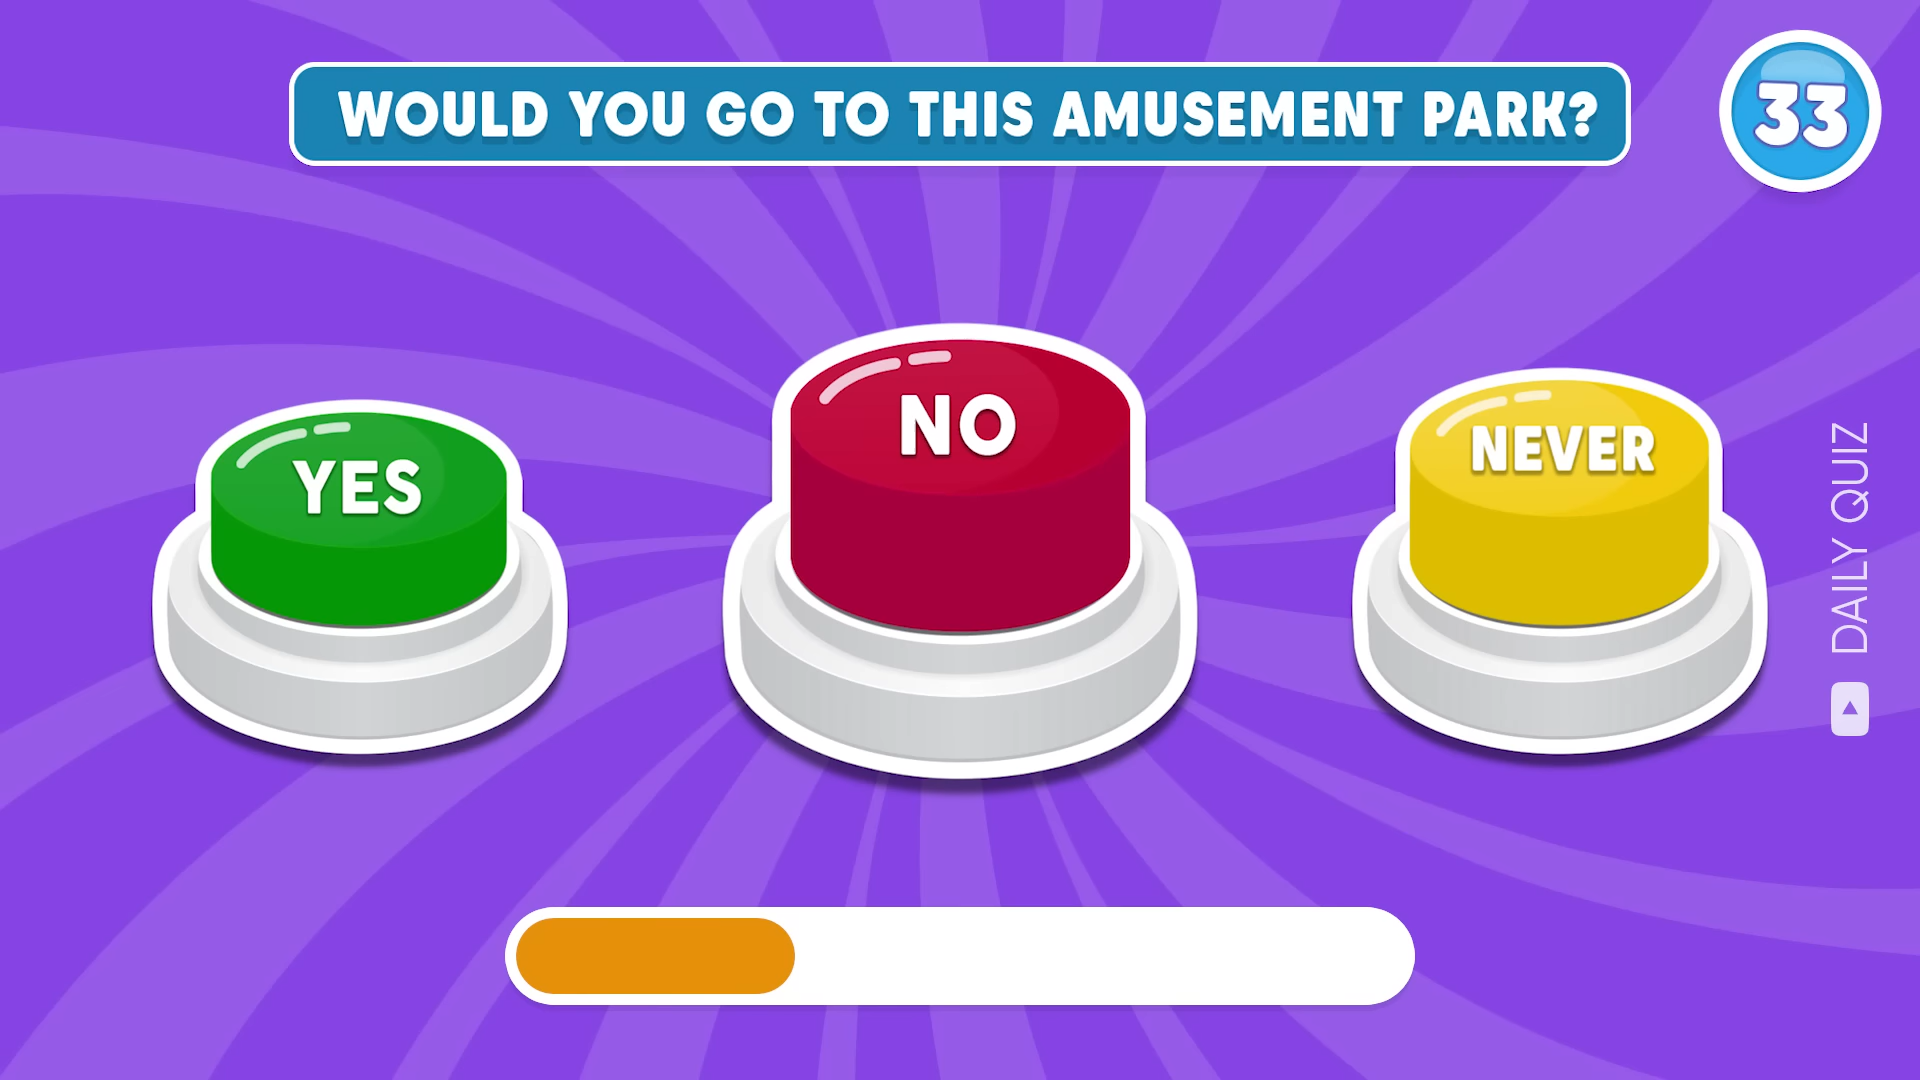 WOULD YOU GO TO THIS AMUSEMENT PARK?
33
YES
NO
NEVER
DAILY QUIZ